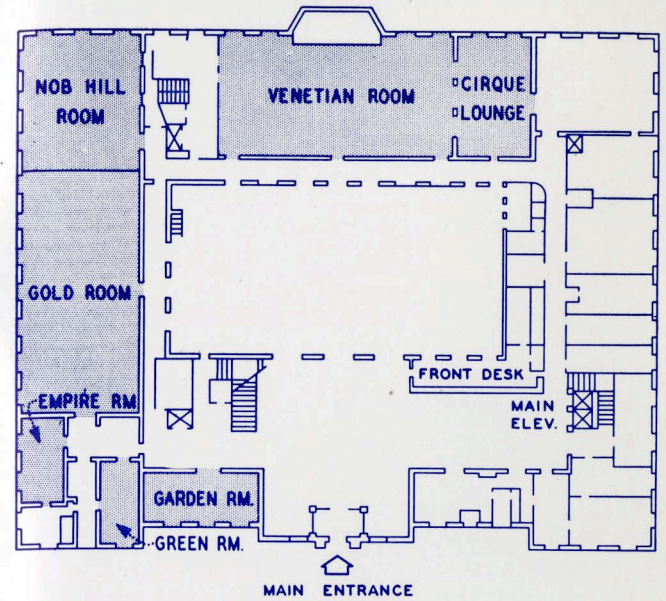 NOB HILL
ROOM
VENETIAN ROOM
CIRQUE
LOUNGE
GOLD ROOM
FRONT DESK
EMPIRE RM.
MAIN
ELEV.
GARDEN RM.
GREEN RM.
MAIN ENTRANCE